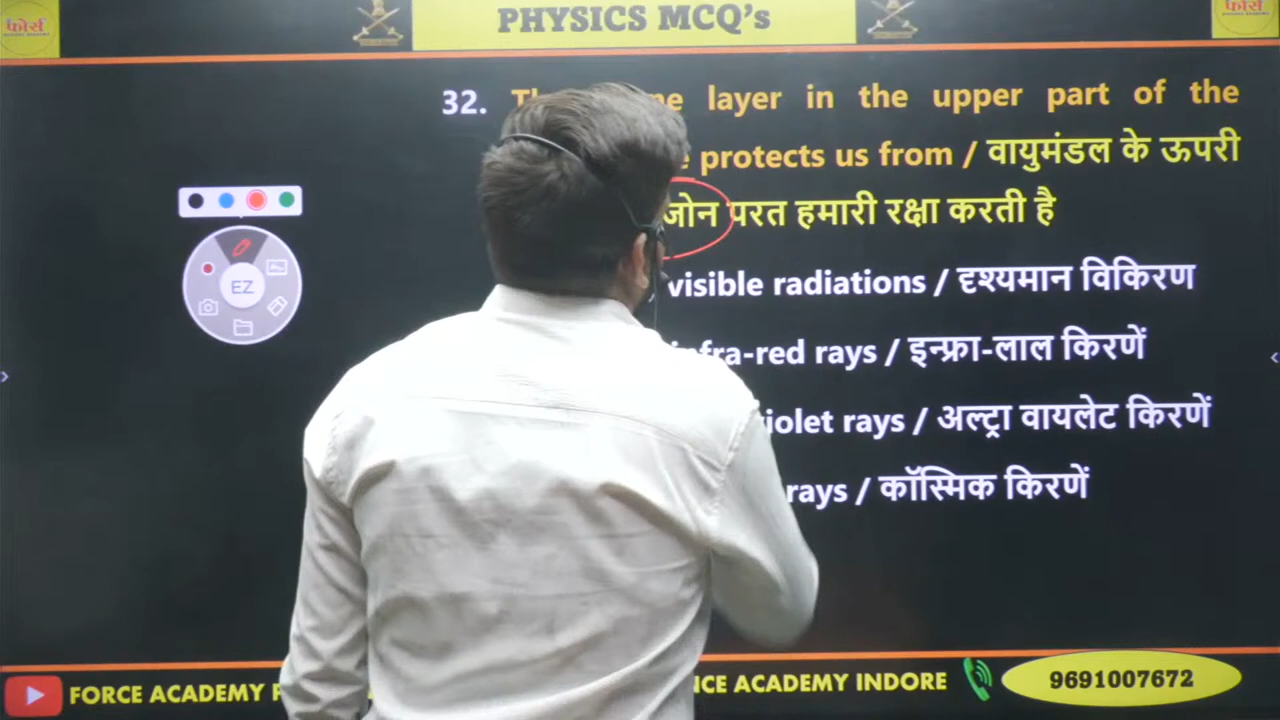 फोर्स
PHYSICS MCQ's
फोर्स
32. layer in the upper part of the
protects us from / वायुमंडल के ऊपरी
परत हमारी रक्षा करती है
visible radiations / दृश्यमान विकिरण
infra-red rays / इन्फ्रा-लाल किरणें
rays / अल्ट्रा वायलेट किरणें
rays / कॉस्मिक किरणें
EZ
FORCE ACADEMY
ACADEMY INDORE
9691007672